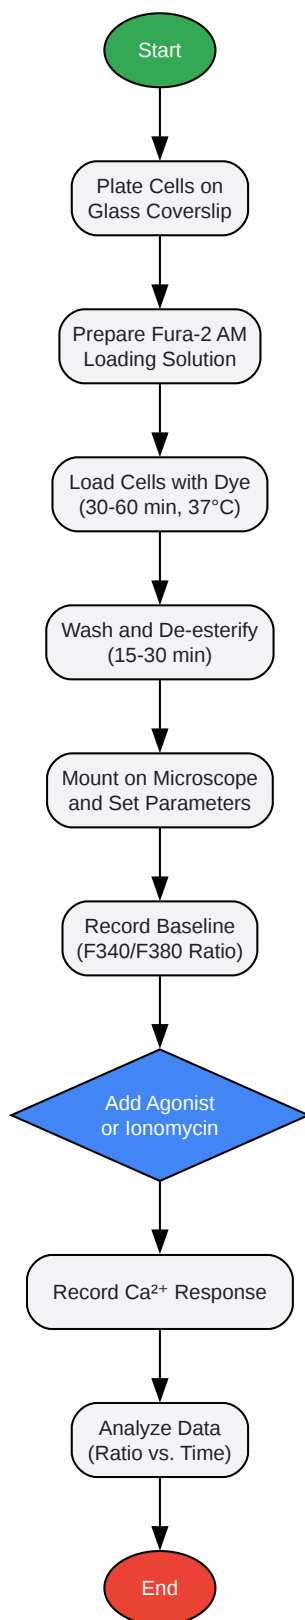 Start
Plate Cells on
Glass Coverslip
Prepare Fura-2 AM
Loading Solution
Load Cells with Dye
(30-60 min, 37°C)
Wash and De-esterify
(15-30 min)
Mount on Microscope
and Set Parameters
Record Baseline
(F340/F380 Ratio)
Add Agonist
or Ionomycin
Record Ca²⁺ Response
Analyze Data
(Ratio vs. Time)
End